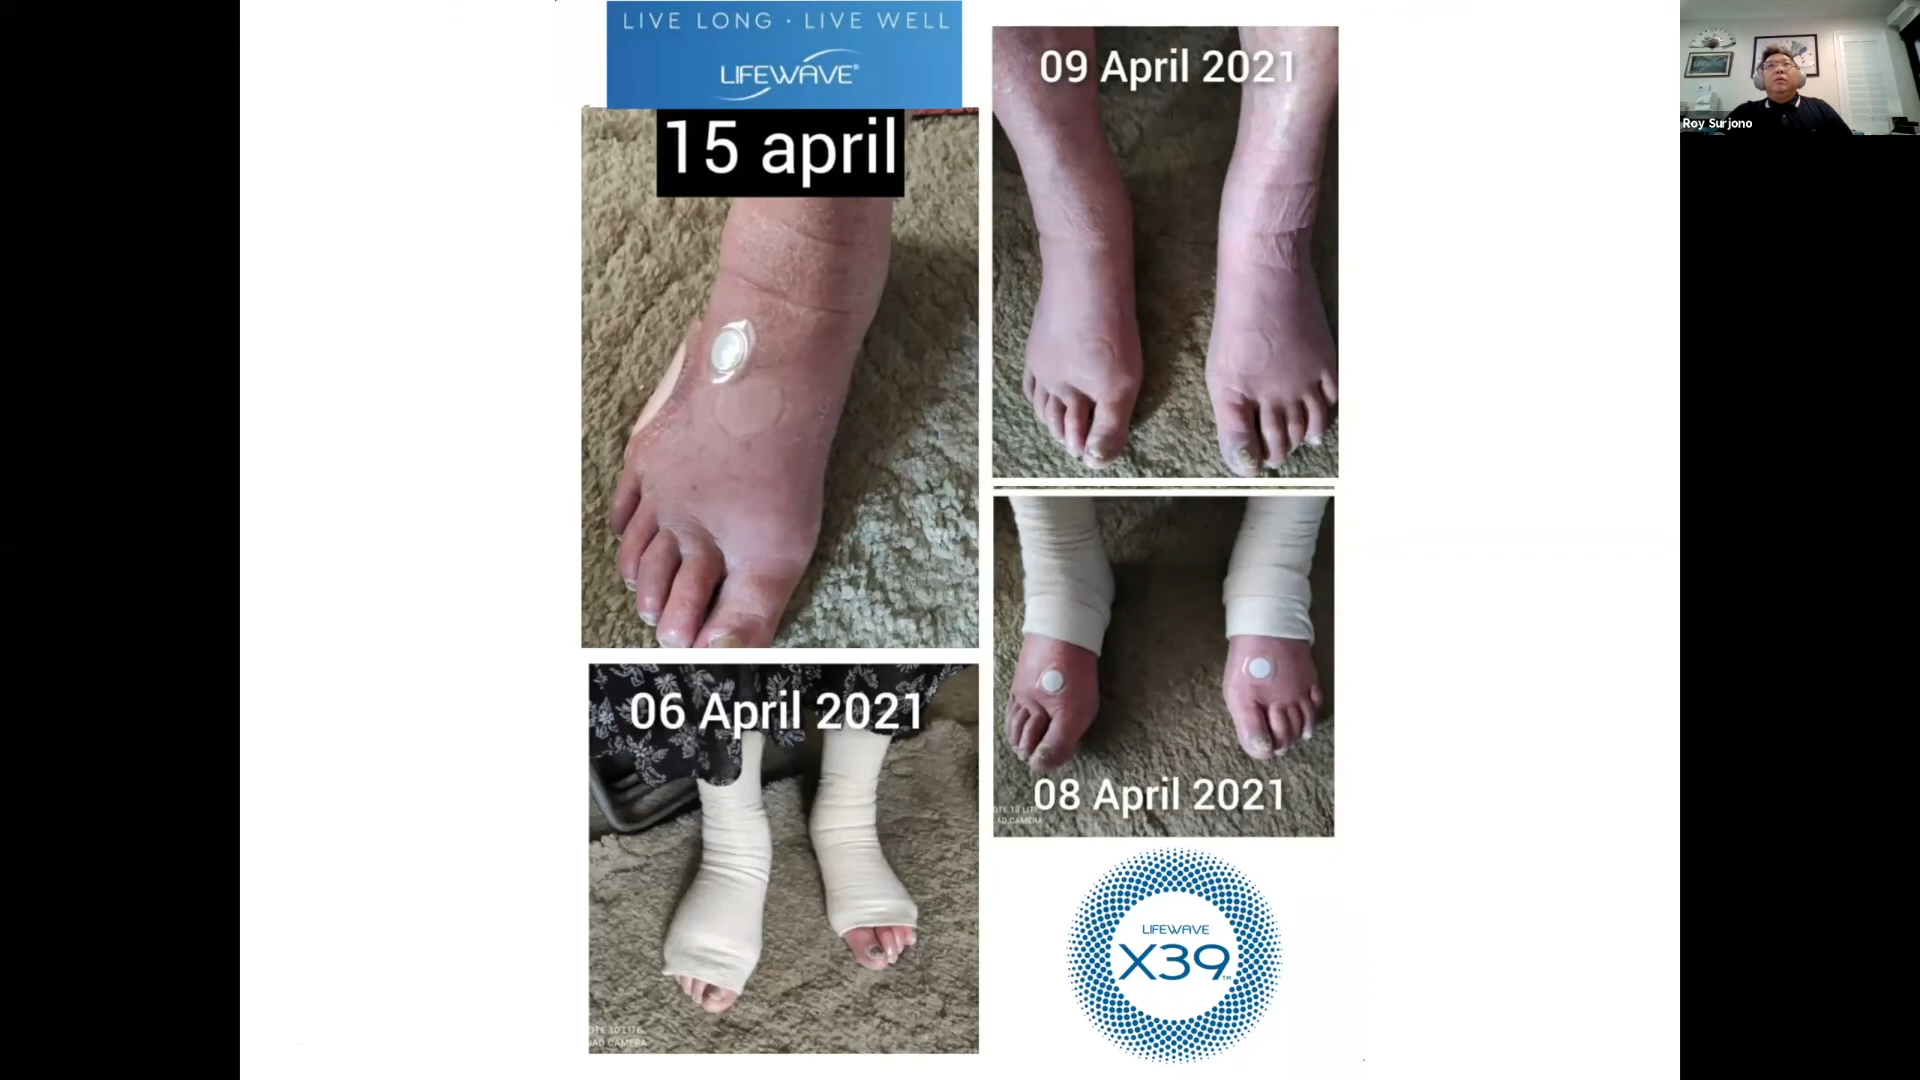 LIVE LONG · LIVE WELL
LIFEWAVE®
15 april
09 April 2021
06 April 2021
08 April 2021
LIFEWAVE
X39™
Roy Surjono